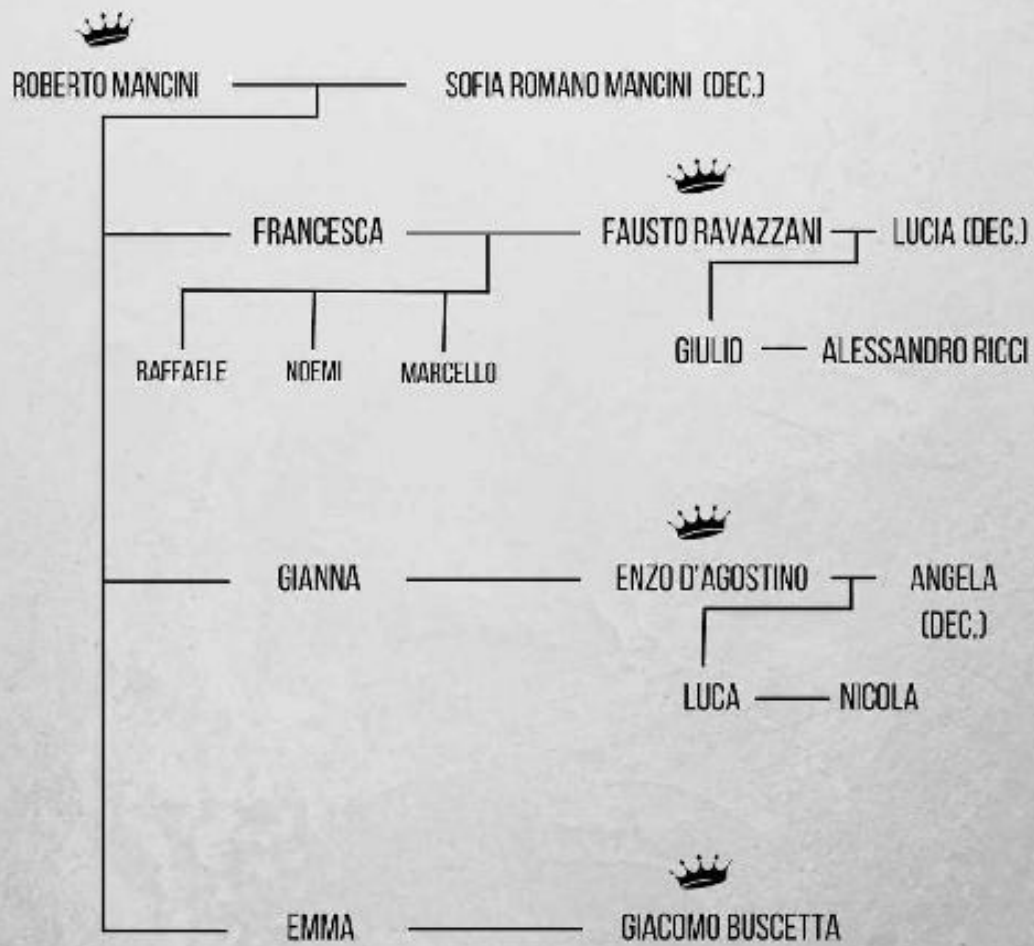 ROBERTO MANCINI SOFIA ROMANO MANCINI (DEC.)
FRANCESCA FAUSTO RAVAZZANI LUCIA (DEC.)
GIULIO ALESSANDRO RICCI
RAFFAELE NOEMI MARCELLO
GIANNA ENZO D'AGOSTINO ANGELA
(DEC.)
LUCA NICOLA
EMMA GIACOMO BUSCETTA